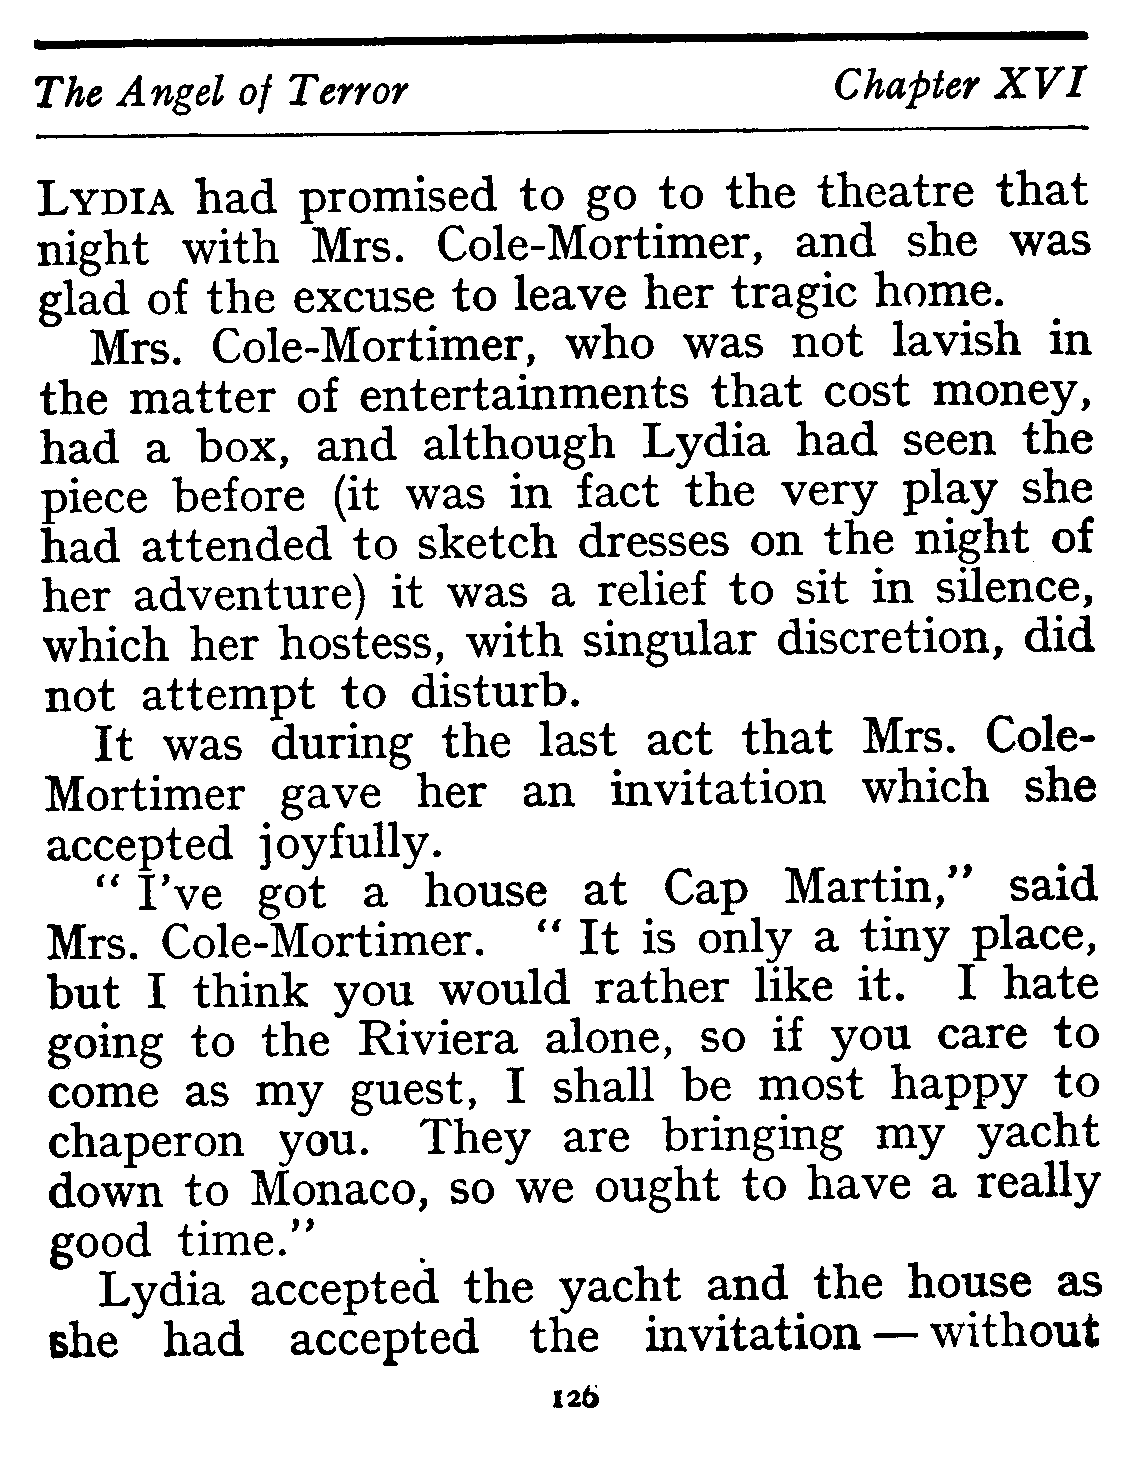 The Angel of Terror Chapter XVI
LYDIA had promised to go to the theatre that
night with Mrs. Cole-Mortimer, and she was
glad of the excuse to leave her tragic home.
Mrs. Cole-Mortimer, who was not lavish in
the matter of entertainments that cost money,
had a box, and although Lydia had seen the
piece before (it was in fact the very play she
had attended to sketch dresses on the night of
her adventure) it was a relief to sit in silence,
which her hostess, with singular discretion, did
not attempt to disturb.
It was during the last act that Mrs. Cole-
Mortimer gave her an invitation which she
accepted joyfully.
“ I’ve got a house at Cap Martin,” said
Mrs. Cole-Mortimer. “ It is only a tiny place,
but I think you would rather like it. I hate
going to the Riviera alone, so if you care to
come as my guest, I shall be most happy to
chaperon you. They are bringing my yacht
down to Monaco, so we ought to have a really
good time.”
Lydia accepted the yacht and the house as
she had accepted the invitation — without
126